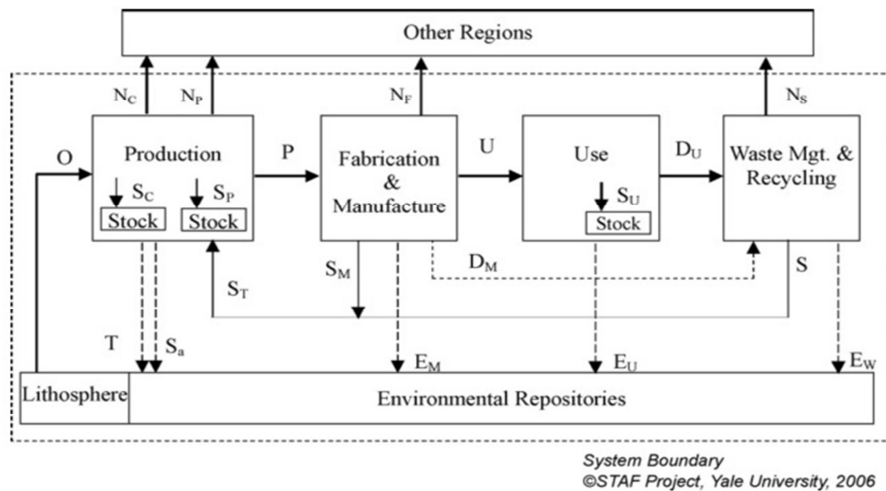 Other Regions
N_C
N_P
N_F
N_S
O
Production
P
Fabrication
&
Manufacture
U
Use
D_U
Waste Mgt. &
Recycling
S_C
S_P
S_U
Stock
Stock
Stock
S_T
S_M
D_M
S
T
S_a
E_M
E_U
E_W
Lithosphere
Environmental Repositories
System Boundary
©STAF Project, Yale University, 2006